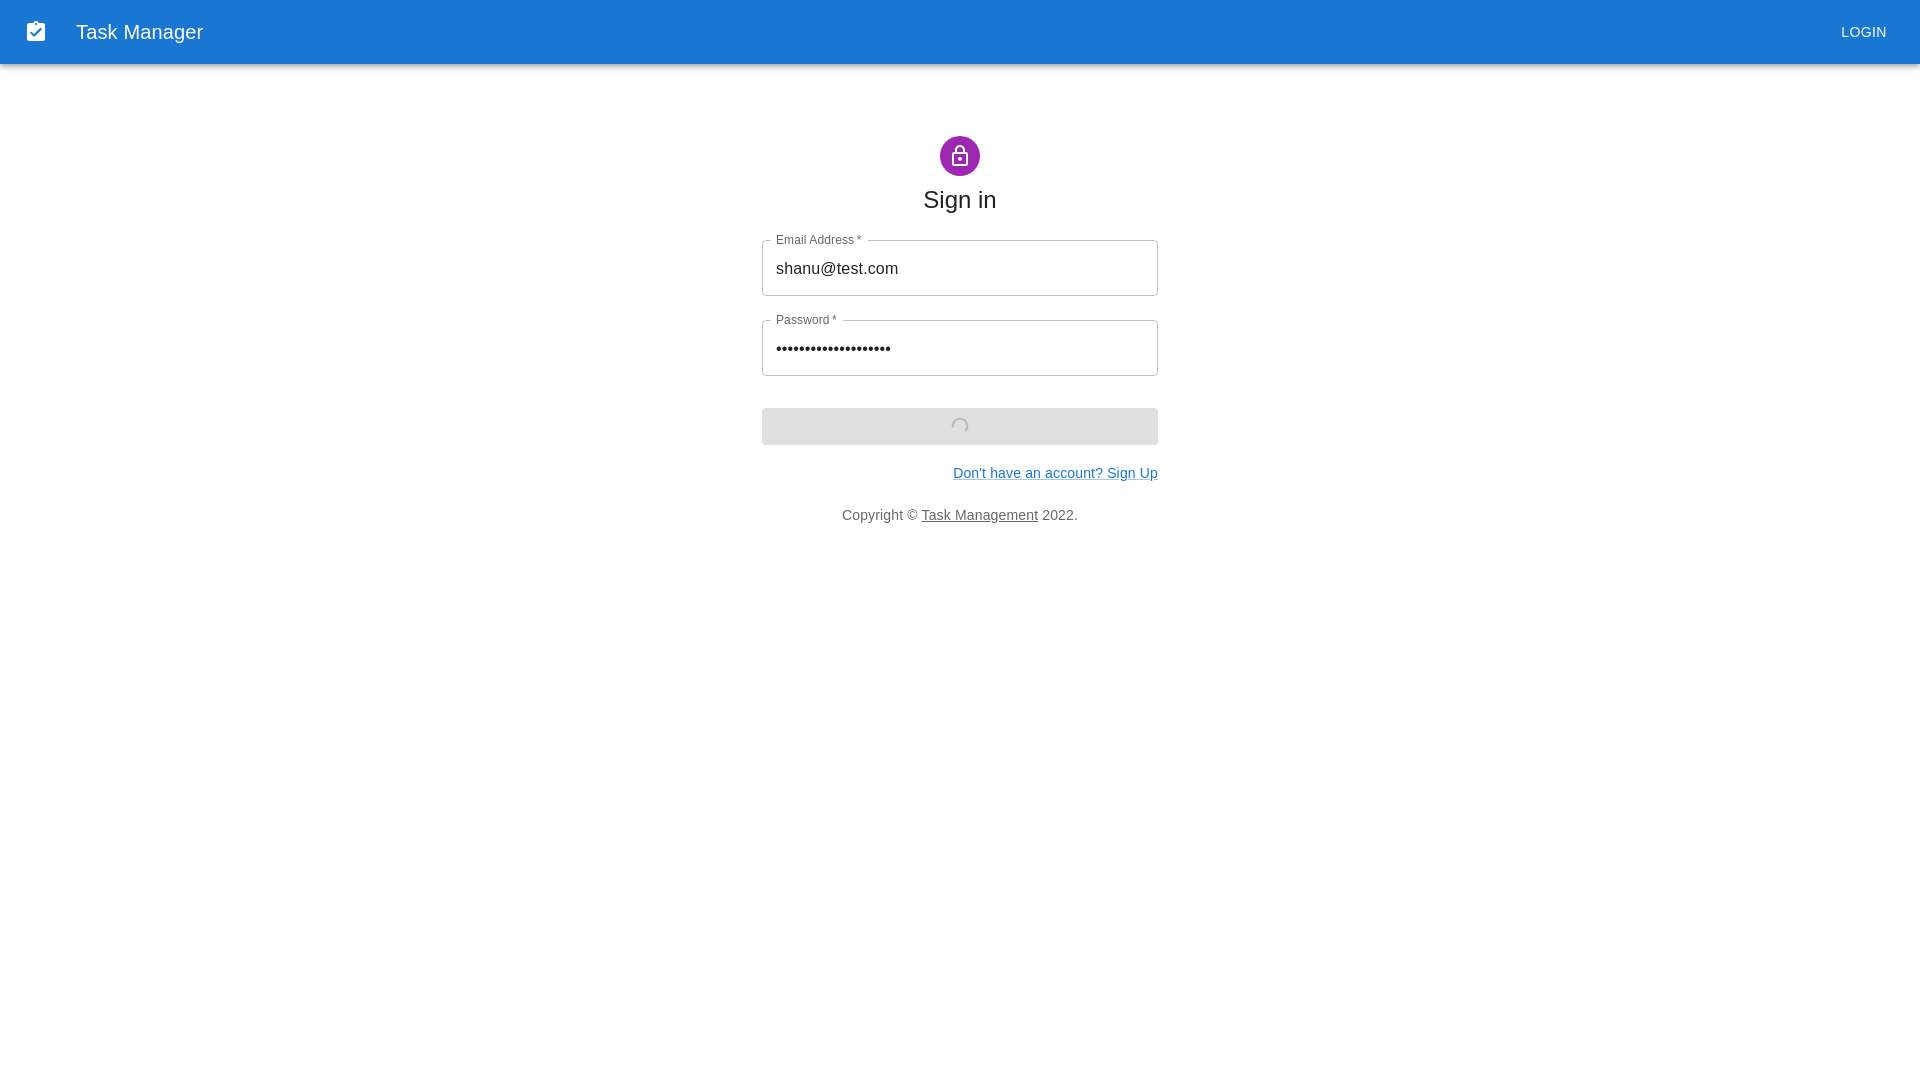 Task Manager
LOGIN
Sign in
Email Address *
shanu@test.com
Password *
••••••••••••••••••••
Don't have an account? Sign Up
Copyright © Task Management 2022.